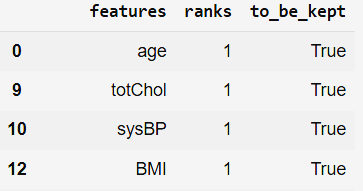 features ranks to_be_kept
0 age 1 True
9 totChol 1 True
10 sysBP 1 True
12 BMI 1 True